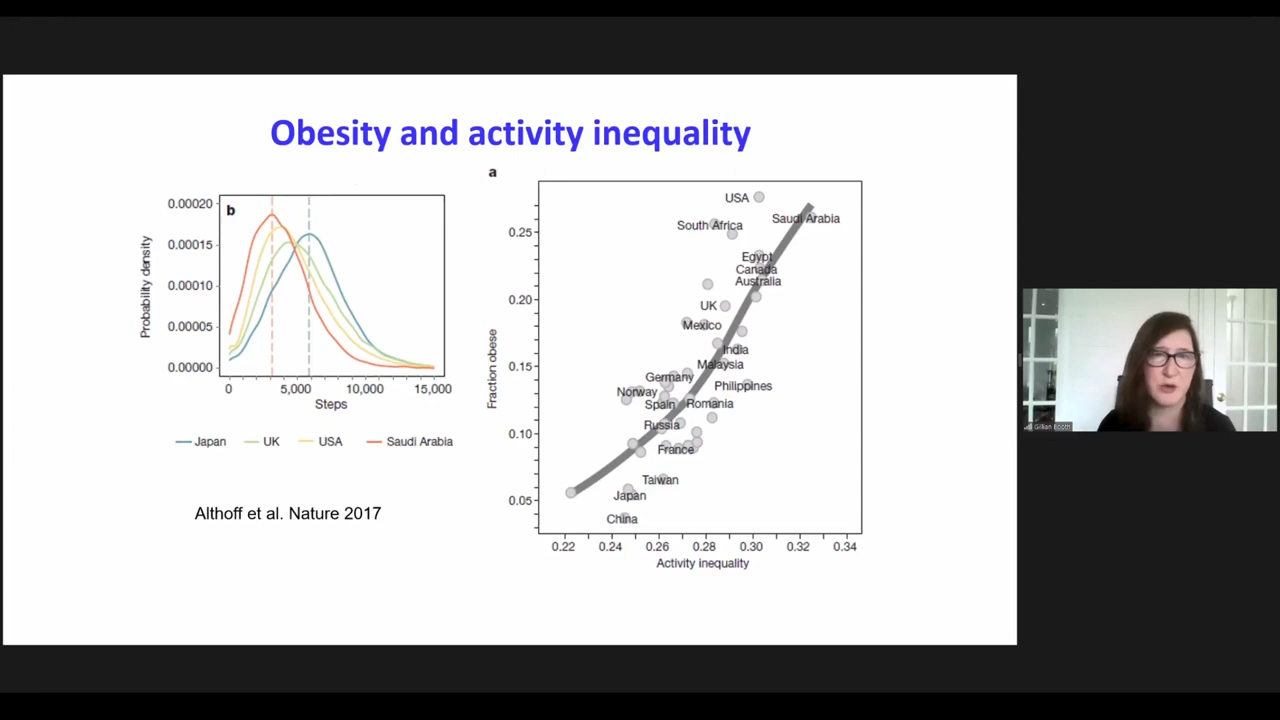 Obesity and activity inequality
b
Probability density
0.00020
0.00015
0.00010
0.00005
0.00000
0
5,000
10,000
15,000
Steps
Japan
UK
USA
Saudi Arabia
Althoff et al. Nature 2017
a
Fraction obese
0.25
0.20
0.15
0.10
0.05
USA
Saudi Arabia
South Africa
Egypt
Canada
Australia
UK
Mexico
India
Malaysia
Germany
Philippines
Norway
Spain
Romania
Russia
France
Taiwan
Japan
China
0.22
0.24
0.26
0.28
0.30
0.32
0.34
Activity inequality
Gillian Booth